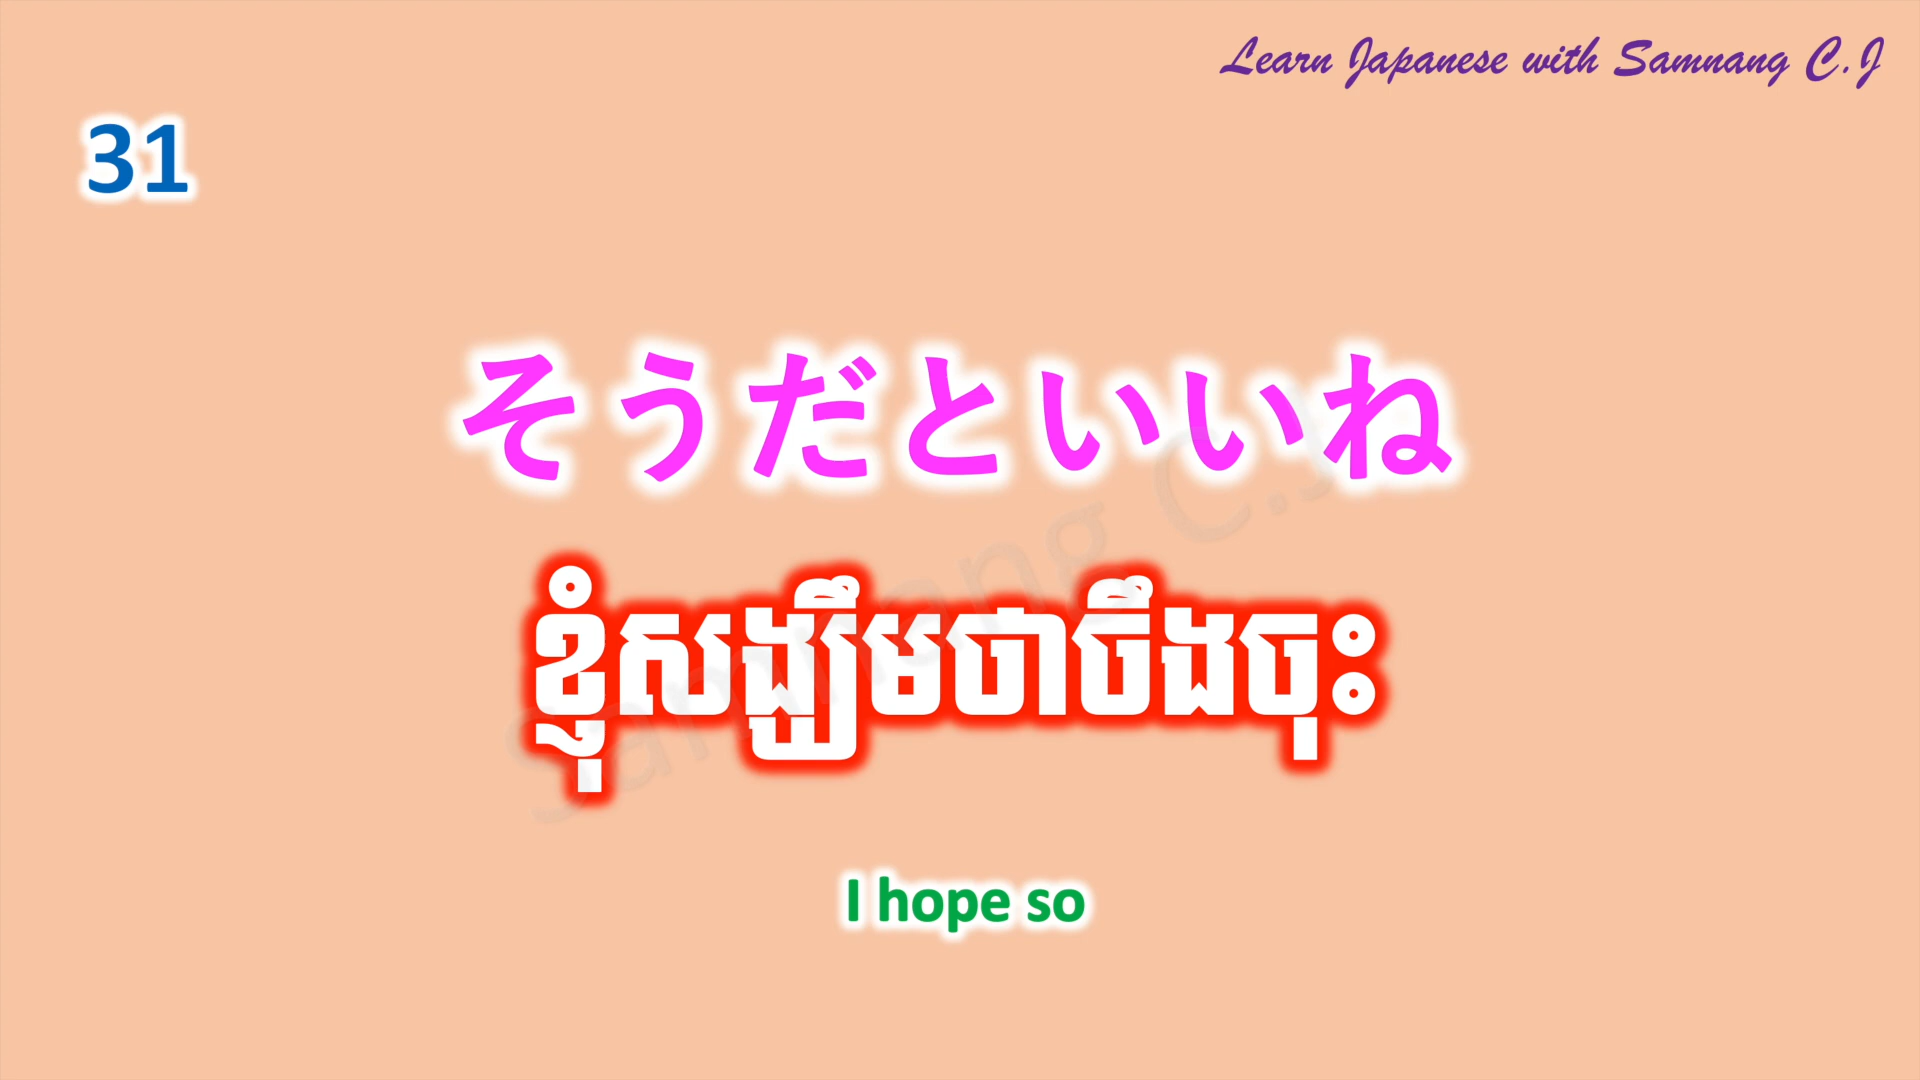 Learn Japanese with Samnang C.J
31
そうだといいね
ខ្ញុំសង្ឃឹមថាចឹងចុះ
I hope so
Samnang C.J